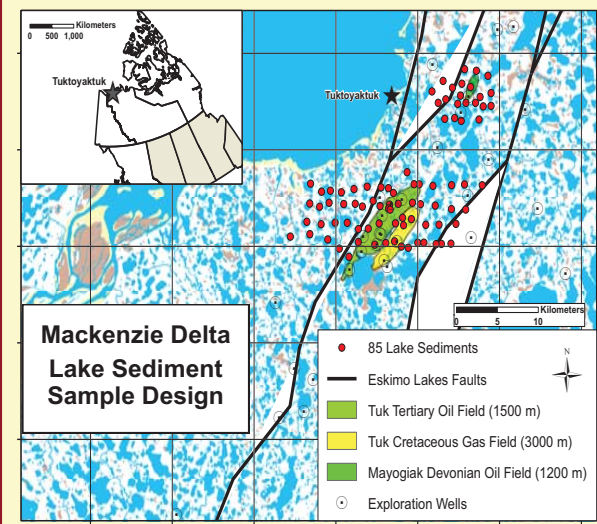 Kilometers
0 500 1,000
Tuktoyaktuk
Tuktoyaktuk
Kilometers
0 5 10
Mackenzie Delta
Lake Sediment
Sample Design
85 Lake Sediments
Eskimo Lakes Faults
Tuk Tertiary Oil Field (1500 m)
Tuk Cretaceous Gas Field (3000 m)
Mayogiak Devonian Oil Field (1200 m)
Exploration Wells
N